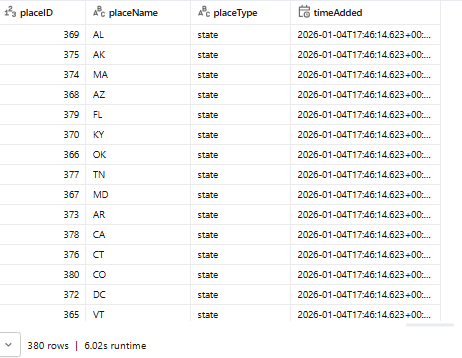 123 placeID ABC placeName ABC placeType timeAdded
369 AL state 2026-01-04T17:46:14.623+00:...
375 AK state 2026-01-04T17:46:14.623+00:...
374 MA state 2026-01-04T17:46:14.623+00:...
368 AZ state 2026-01-04T17:46:14.623+00:...
379 FL state 2026-01-04T17:46:14.623+00:...
370 KY state 2026-01-04T17:46:14.623+00:...
366 OK state 2026-01-04T17:46:14.623+00:...
377 TN state 2026-01-04T17:46:14.623+00:...
367 MD state 2026-01-04T17:46:14.623+00:...
373 AR state 2026-01-04T17:46:14.623+00:...
378 CA state 2026-01-04T17:46:14.623+00:...
376 CT state 2026-01-04T17:46:14.623+00:...
380 CO state 2026-01-04T17:46:14.623+00:...
372 DC state 2026-01-04T17:46:14.623+00:...
365 VT state 2026-01-04T17:46:14.623+00:...
380 rows | 6.02s runtime